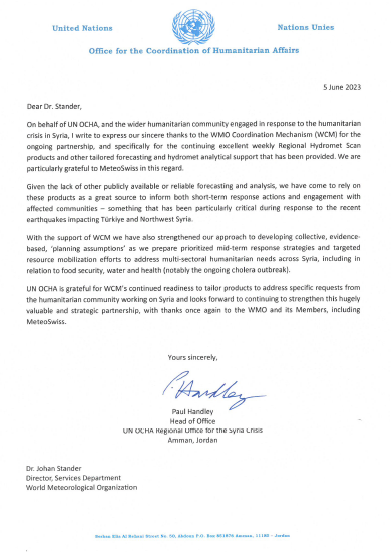 United Nations
Nations Unies
Office for the Coordination of Humanitarian Affairs
5 June 2023
Dear Dr. Stander,
On behalf of UN OCHA, and the wider humanitarian community engaged in response to the humanitarian
crisis in Syria, I write to express our sincere thanks to the WMO Coordination Mechanism (WCM) for the
ongoing partnership, and specifically for the continuing excellent weekly Regional Hydromet Scan
products and other tailored forecasting and hydromet analytical support that has been provided. We are
particularly grateful to MeteoSwiss in this regard.
Given the lack of other publically available or reliable forecasting and analysis, we have come to rely on
these products as a great source to inform both short-term response actions and engagement with
affected communities – something that has been particularly critical during response to the recent
earthquakes impacting Türkiye and Northwest Syria.
With the support of WCM we have also strengthened our approach to developing collective, evidence-
based, ‘planning assumptions’ as we prepare prioritized mid-term response strategies and targeted
resource mobilization efforts to address multi-sectoral humanitarian needs across Syria, including in
relation to food security, water and health (notably the ongoing cholera outbreak).
UN OCHA is grateful for WCM’s continued readiness to tailor products to address specific requests from
the humanitarian community working on Syria and looks forward to continuing to strengthen this hugely
valuable and strategic partnership, with thanks once again to the WMO and its Members, including
MeteoSwiss.
Yours sincerely,
P. Handley
Paul Handley
Head of Office
UN OCHA Regional Office for the Syria Crisis
Amman, Jordan
Dr. Johan Stander
Director, Services Department
World Meteorological Organization
Amman, 11185 – Jordan